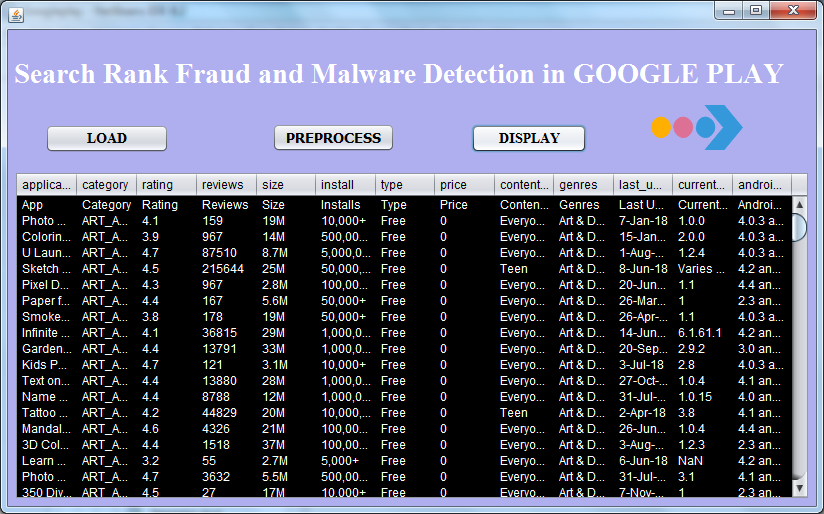 Search Rank Fraud and Malware Detection in GOOGLE PLAY
LOAD PREPROCESS DISPLAY
applica... category rating reviews size install type price content... genres last_u... current... androi...
App Category Rating Reviews Size Installs Type Price Conten... Genres Last U... Current... Androi...
Photo ... ART_A... 4.1 159 19M 10,000+ Free 0 Everyo... Art & D... 7-Jan-18 1.0.0 4.0.3 a...
Colorin... ART_A... 3.9 967 14M 500,00... Free 0 Everyo... Art & D... 15-Jan... 2.0.0 4.0.3 a...
U Laun... ART_A... 4.7 87510 8.7M 5,000,0... Free 0 Everyo... Art & D... 1-Aug-... 1.2.4 4.0.3 a...
Sketch ... ART_A... 4.5 215644 25M 50,000,... Free 0 Teen Art & D... 8-Jun-18 Varies ... 4.2 an...
Pixel D... ART_A... 4.3 967 2.8M 100,00... Free 0 Everyo... Art & D... 20-Jun... 1.1 4.4 an...
Paper f... ART_A... 4.4 167 5.6M 50,000+ Free 0 Everyo... Art & D... 26-Mar... 1 2.3 an...
Smoke... ART_A... 3.8 178 19M 50,000+ Free 0 Everyo... Art & D... 26-Apr-... 1.1 4.0.3 a...
Infinite ... ART_A... 4.1 36815 29M 1,000,0... Free 0 Everyo... Art & D... 14-Jun... 6.1.61.1 4.2 an...
Garden... ART_A... 4.4 13791 33M 1,000,0... Free 0 Everyo... Art & D... 20-Sep... 2.9.2 3.0 an...
Kids P... ART_A... 4.7 121 3.1M 10,000+ Free 0 Everyo... Art & D... 3-Jul-18 2.8 4.0.3 a...
Text on... ART_A... 4.4 13880 28M 1,000,0... Free 0 Everyo... Art & D... 27-Oct-... 1.0.4 4.1 an...
Name ... ART_A... 4.4 8788 12M 1,000,0... Free 0 Everyo... Art & D... 31-Jul-... 1.0.15 4.0 an...
Tattoo ... ART_A... 4.2 44829 20M 10,000,... Free 0 Teen Art & D... 2-Apr-18 3.8 4.1 an...
Mandal... ART_A... 4.6 4326 21M 100,00... Free 0 Everyo... Art & D... 26-Jun... 1.0.4 4.4 an...
3D Col... ART_A... 4.4 1518 37M 100,00... Free 0 Everyo... Art & D... 3-Aug-... 1.2.3 2.3 an...
Learn ... ART_A... 3.2 55 2.7M 5,000+ Free 0 Everyo... Art & D... 6-Jun-18 NaN 4.2 an...
Photo ... ART_A... 4.7 3632 5.5M 500,00... Free 0 Everyo... Art & D... 31-Jul-... 3.1 4.1 an...
350 Div... ART_A... 4.5 27 17M 10,000+ Free 0 Everyo... Art & D... 7-Nov-... 1 2.3 an...